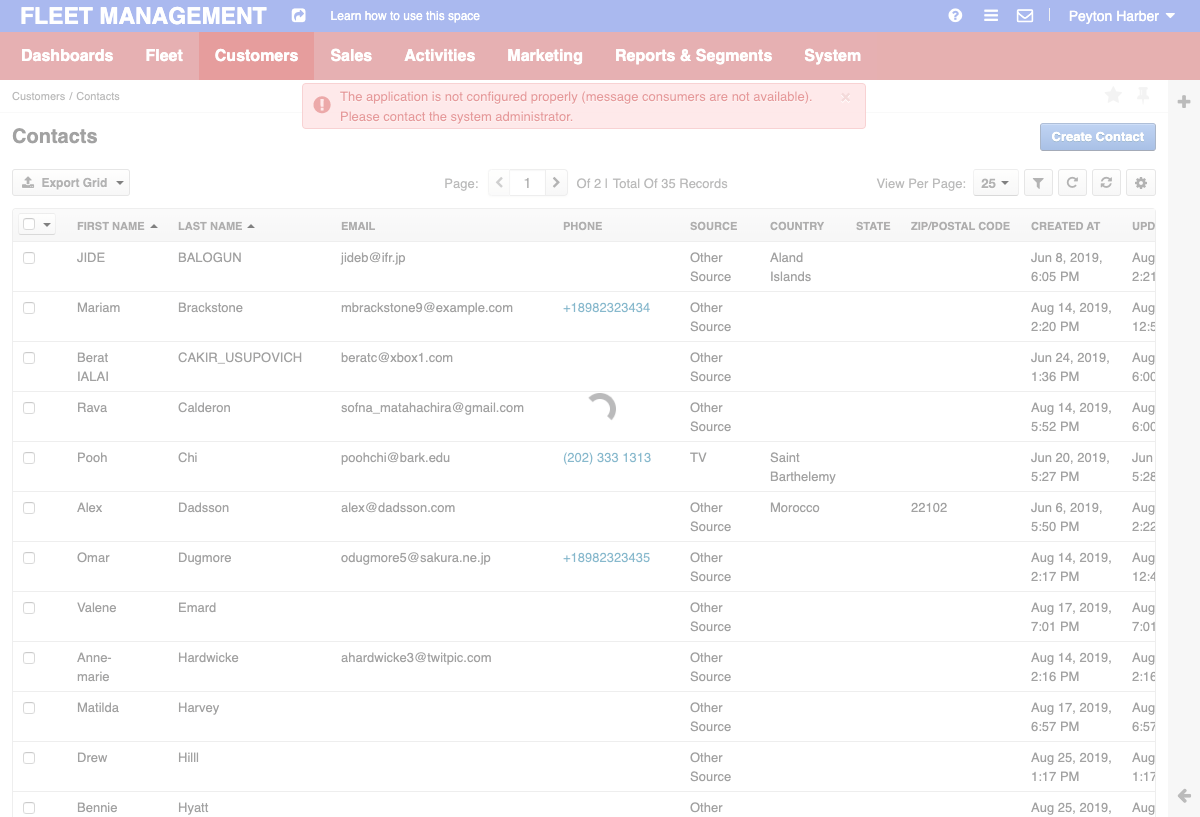 FLEET MANAGEMENT Learn how to use this space Peyton Harber
Dashboards Fleet Customers Sales Activities Marketing Reports & Segments System
Customers / Contacts
The application is not configured properly (message consumers are not available).
Please contact the system administrator.
Contacts
Create Contact
Export Grid Page: 1 Of 2 | Total Of 35 Records View Per Page: 25
FIRST NAME LAST NAME EMAIL PHONE SOURCE COUNTRY STATE ZIP/POSTAL CODE CREATED AT UPD
JIDE BALOGUN jideb@ifr.jp Other Aland Jun 8, 2019, Aug
Source Islands 6:05 PM 2:21
Mariam Brackstone mbrackstone9@example.com +18982323434 Other Aug 14, 2019, Aug
Source 2:20 PM 12:5
Berat CAKIR_USUPOVICH beratc@xbox1.com Other Jun 24, 2019, Aug
IALAI Source 1:36 PM 6:00
Rava Calderon sofna_matahachira@gmail.com Other Aug 14, 2019, Aug
Source 5:52 PM 6:00
Pooh Chi poohchi@bark.edu (202) 333 1313 TV Saint Jun 20, 2019, Jun
Barthelemy 5:27 PM 5:28
Alex Dadsson alex@dadsson.com Other Morocco 22102 Jun 6, 2019, Aug
Source 5:50 PM 2:22
Omar Dugmore odugmore5@sakura.ne.jp +18982323435 Other Aug 14, 2019, Aug
Source 2:17 PM 12:4
Valene Emard Other Aug 17, 2019, Aug
Source 7:01 PM 7:01
Anne- Hardwicke ahardwicke3@twitpic.com Other Aug 14, 2019, Aug
marie Source 2:16 PM 2:16
Matilda Harvey Other Aug 17, 2019, Aug
Source 6:57 PM 6:57
Drew Hilll Other Aug 25, 2019, Aug
Source 1:17 PM 1:17
Bennie Hyatt Other Aug 25, 2019, Aug